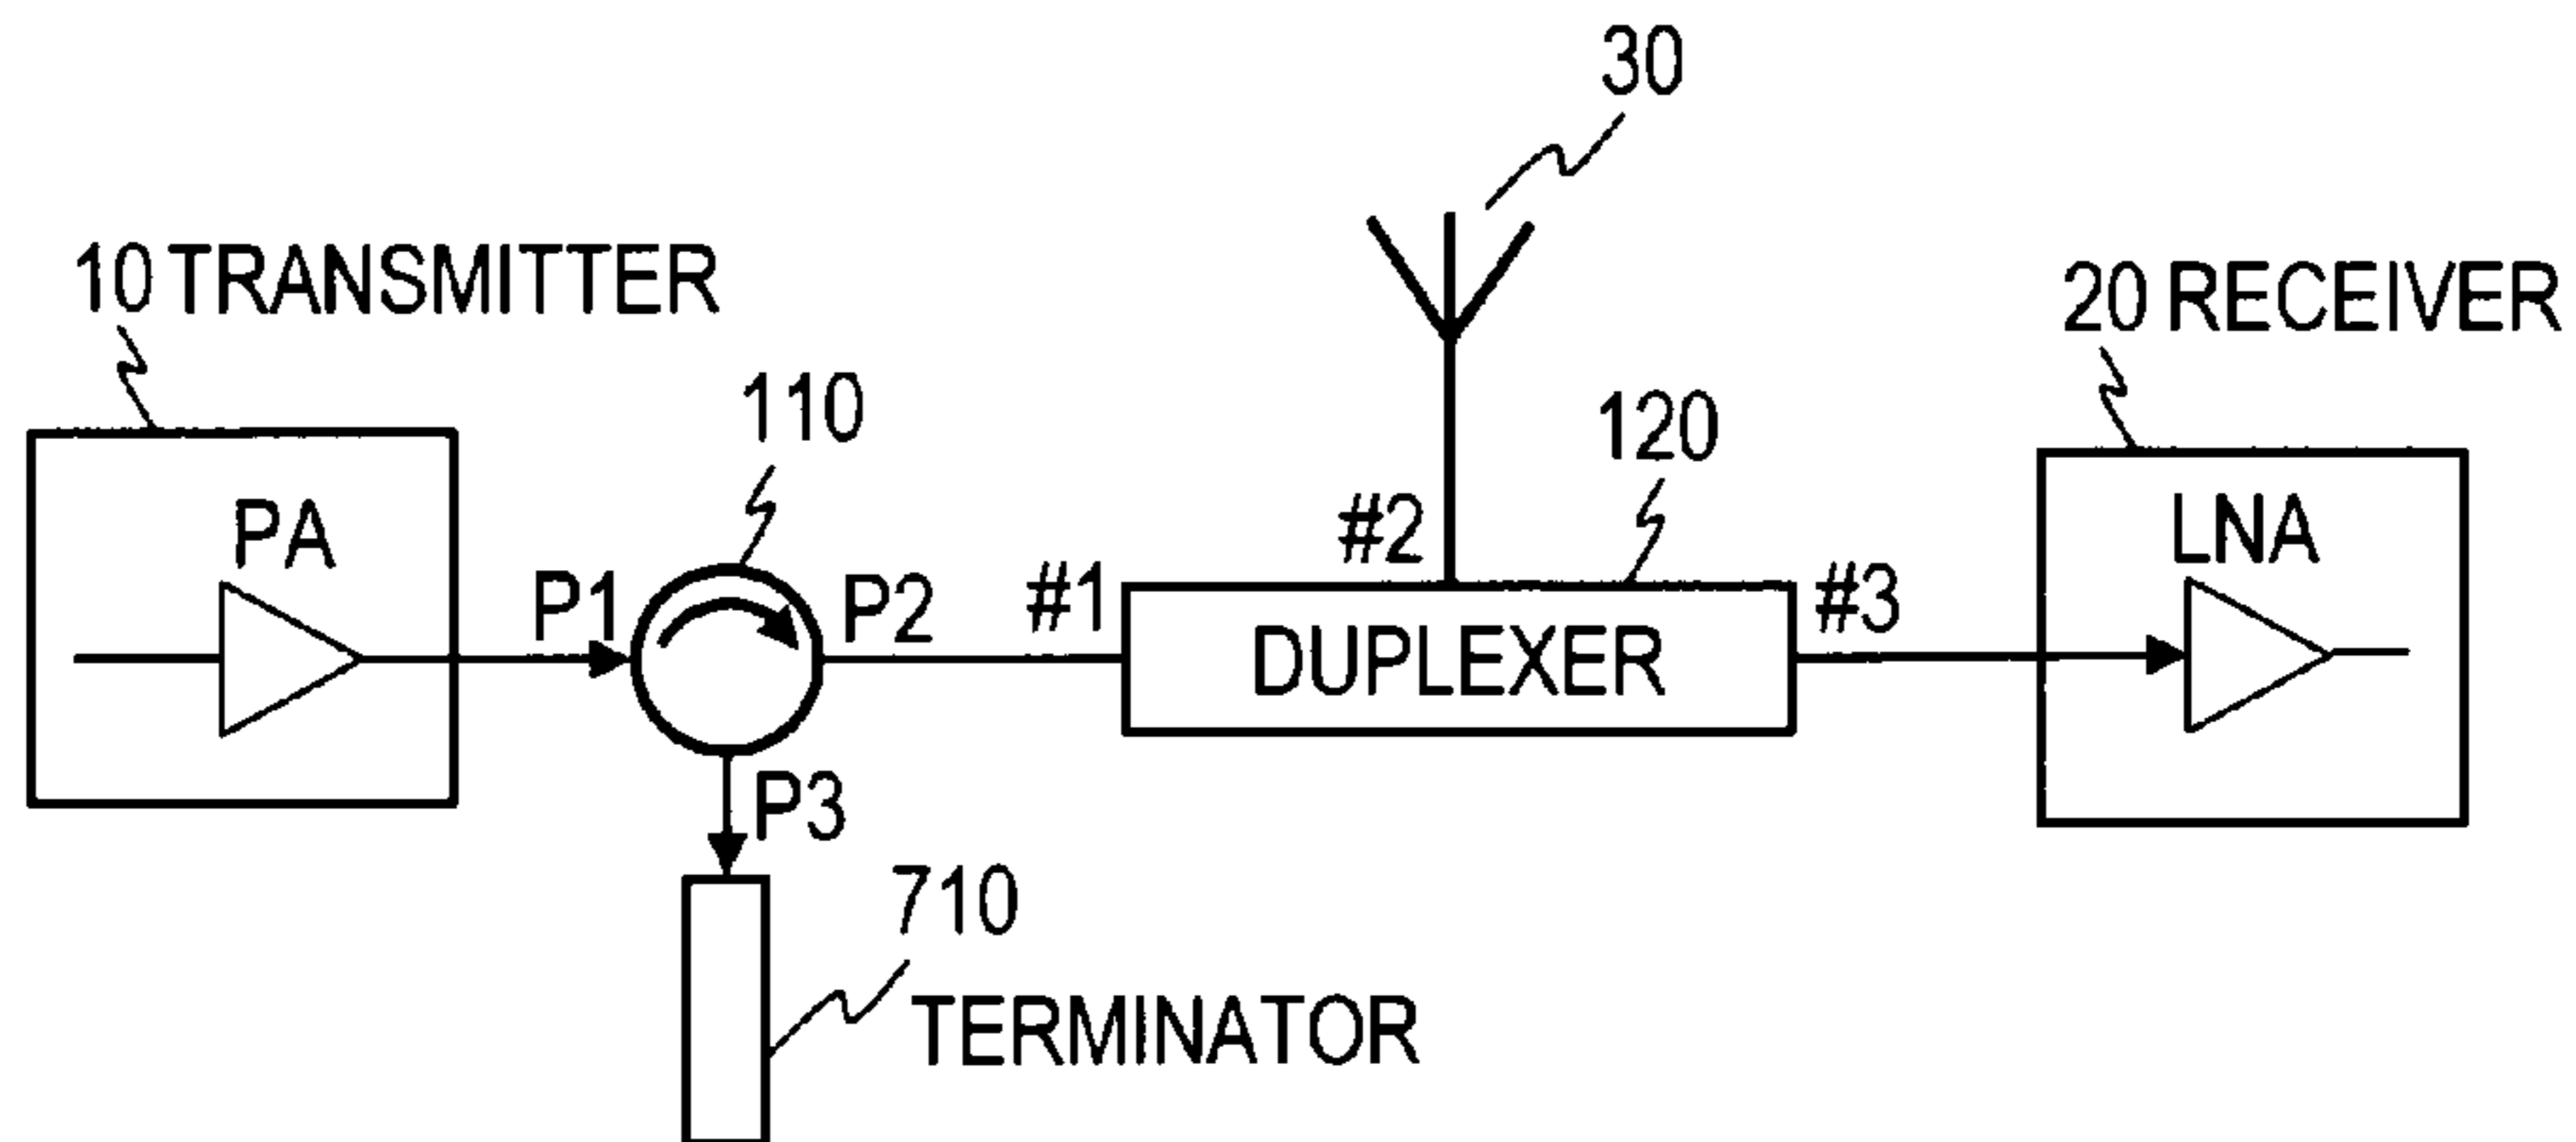 30
10 TRANSMITTER
20 RECEIVER
110
120
PA
#2
LNA
P1
P2
#1
#3
DUPLEXER
P3
710
TERMINATOR